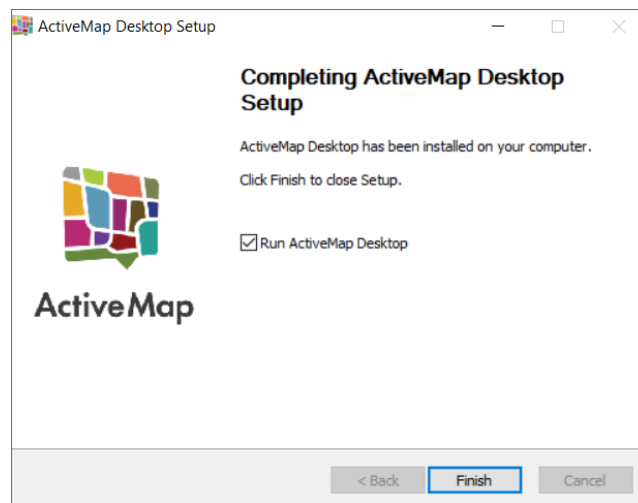 ActiveMap Desktop Setup
Completing ActiveMap Desktop
Setup
ActiveMap Desktop has been installed on your computer.
Click Finish to close Setup.
Run ActiveMap Desktop
ActiveMap
< Back
Finish
Cancel